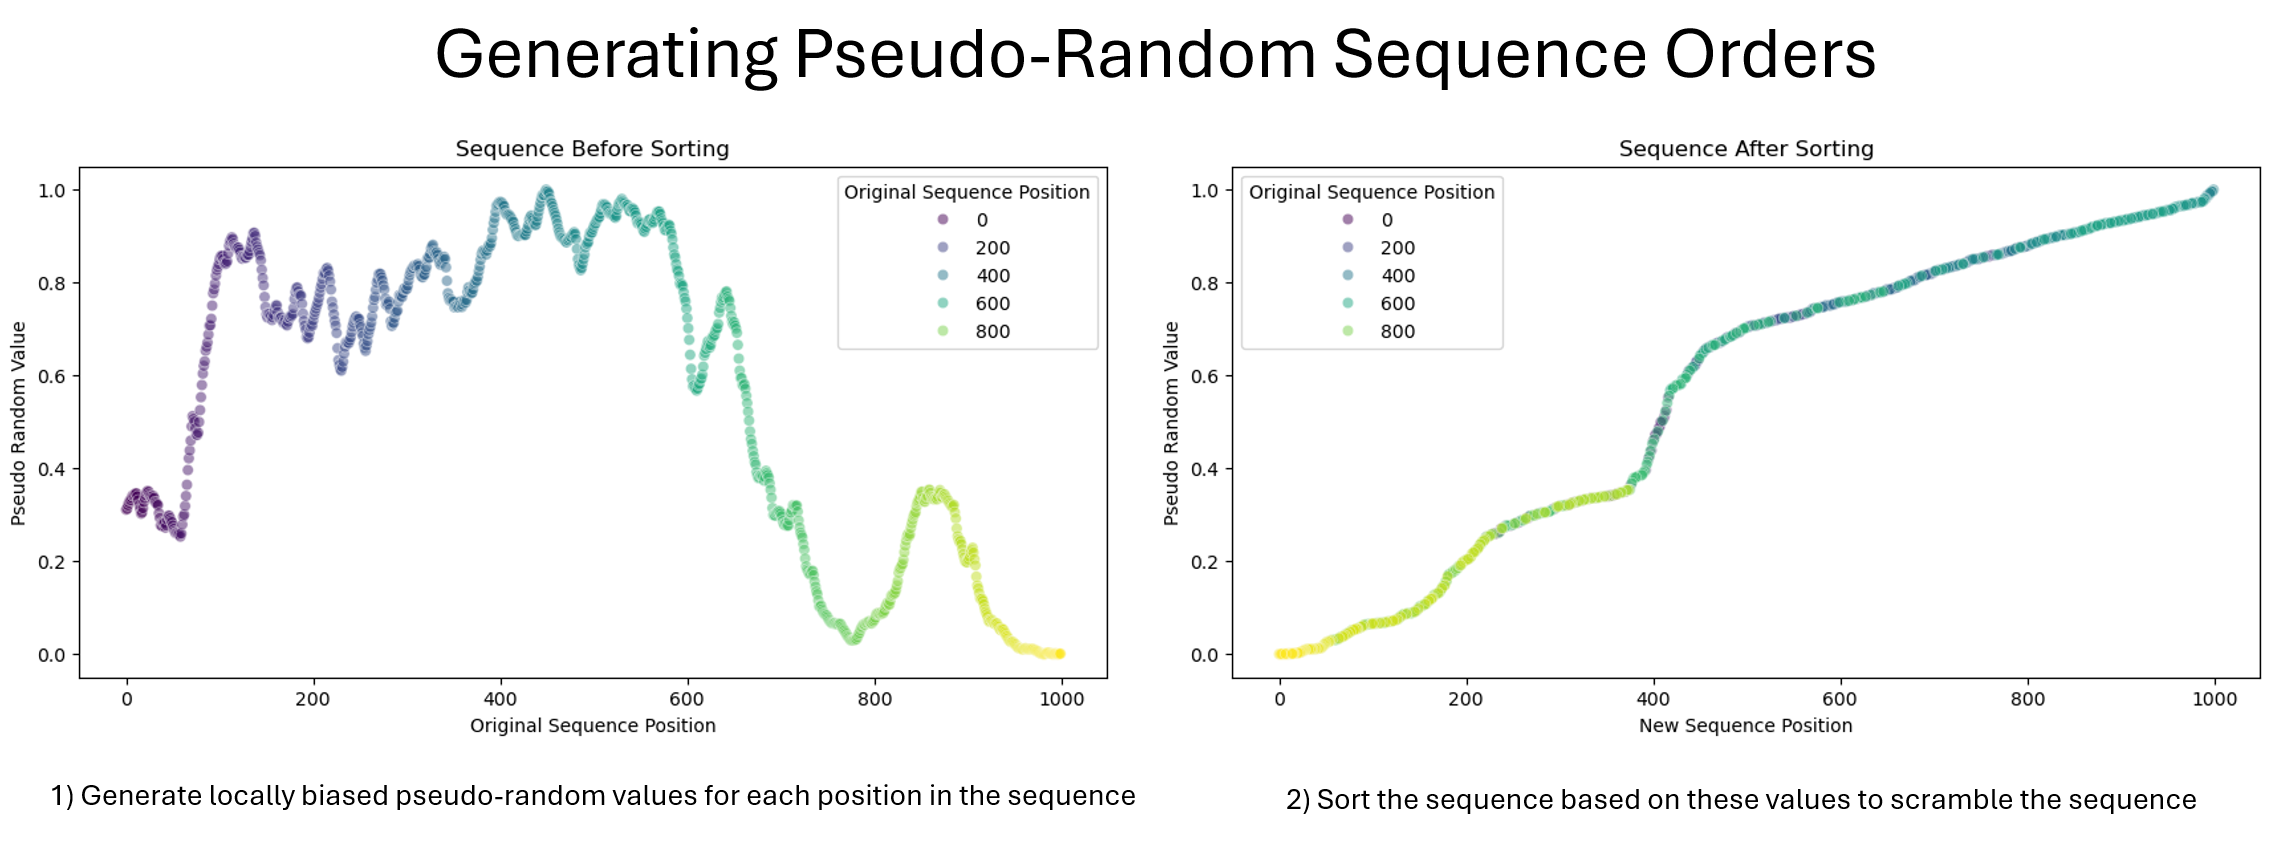 Generating Pseudo-Random Sequence Orders
Sequence Before Sorting
Pseudo Random Value
1.0
0.8
0.6
0.4
0.2
0.0
Original Sequence Position
0
200
400
600
800
0 200 400 600 800 1000
Original Sequence Position
1) Generate locally biased pseudo-random values for each position in the sequence
Sequence After Sorting
Pseudo Random Value
1.0
0.8
0.6
0.4
0.2
0.0
Original Sequence Position
0
200
400
600
800
0 200 400 600 800 1000
New Sequence Position
2) Sort the sequence based on these values to scramble the sequence